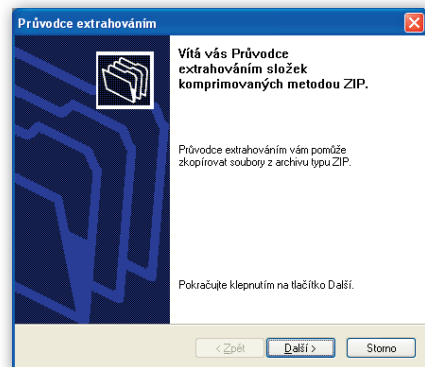 Průvodce extrahováním
Vítá vás Průvodce
extrahováním složek
komprimovaných metodou ZIP.
Průvodce extrahováním vám pomůže
zkopírovat soubory z archivu typu ZIP.
Pokračujte klepnutím na tlačítko Další.
< Zpět Další > Storno